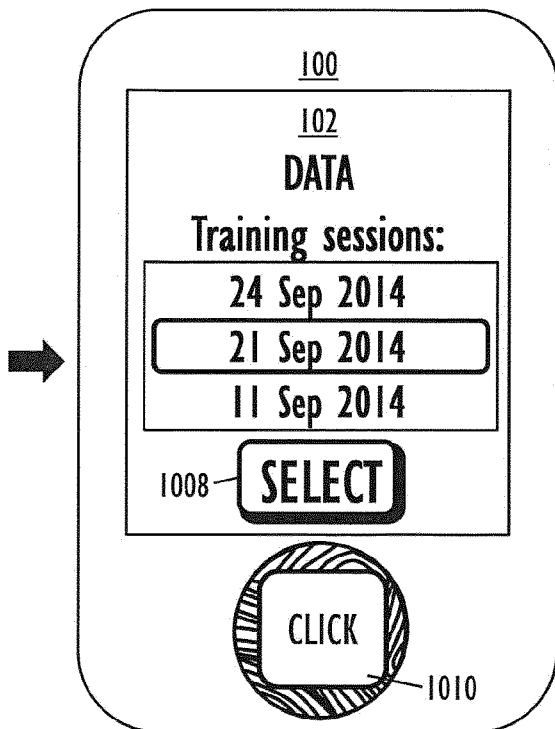 100
102
DATA
Training sessions:
24 Sep 2014
21 Sep 2014
11 Sep 2014
1008
SELECT
CLICK
1010